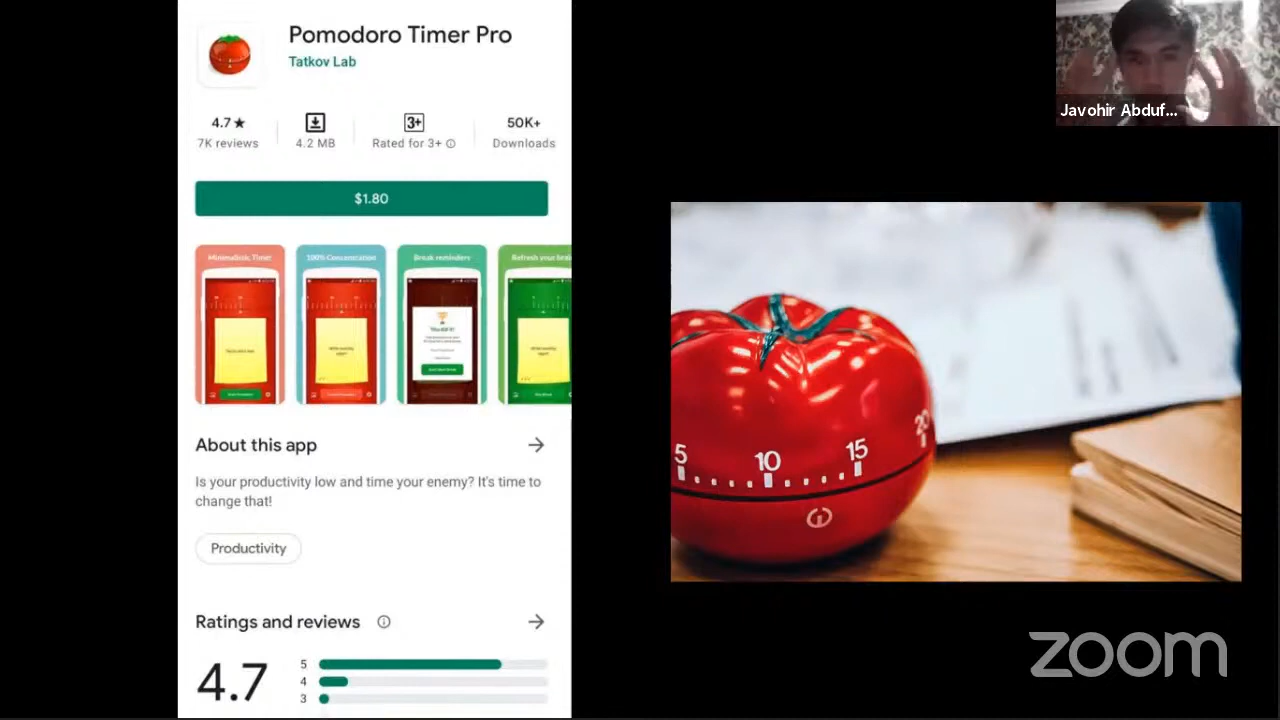 Pomodoro Timer Pro
Tatkov Lab
4.7★
7K reviews
4.2 MB
3+
Rated for 3+
50K+
Downloads
$1.80
Minimalistic Timer
100% Concentration
Break reminders
Refresh your brai
About this app
Is your productivity low and time your enemy? It's time to
change that!
Productivity
Ratings and reviews
4.7
5
4
3
5 10 15 20
Javohir Abduf...
zoom